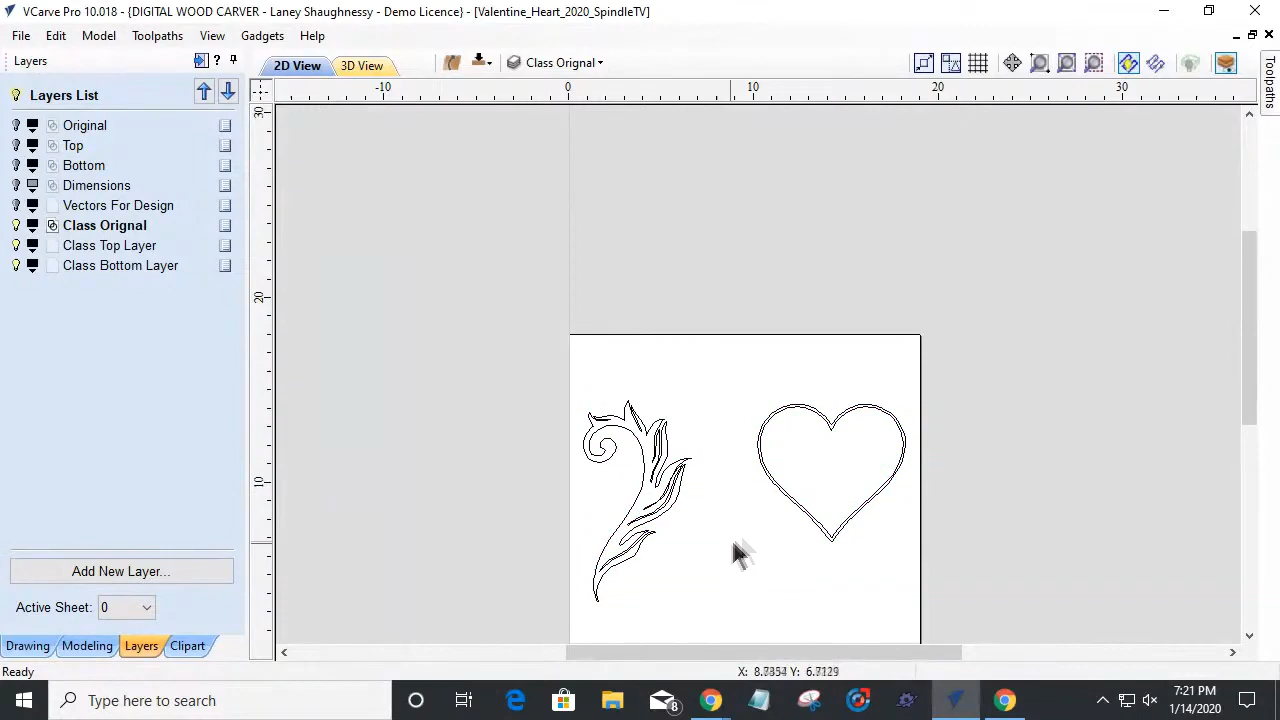 VCarve Pro 10.018 - {DIGITAL WOOD CARVER - Laney Shaughnessy - Demo Licence} - [Valentine_Heart_2020_SpindleTV]
File Edit Model Toolpaths View Gadgets Help
Layers
2D View 3D View Class Orignal
Toolpaths
Layers List
-10 0 10 20 30
30
20
10
Original
Top
Bottom
Dimensions
Vectors For Design
Class Orignal
Class Top Layer
Class Bottom Layer
Add New Layer...
Active Sheet: 0
Drawing Modeling Layers Clipart
Ready
Type here to search
8
7:21 PM
1/14/2020